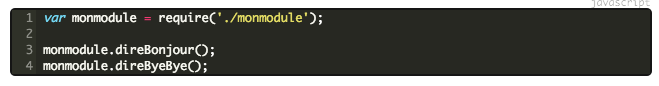 javascript
1 var monmodule = require('./monmodule');
2
3 monmodule.direBonjour();
4 monmodule.direByeBye();